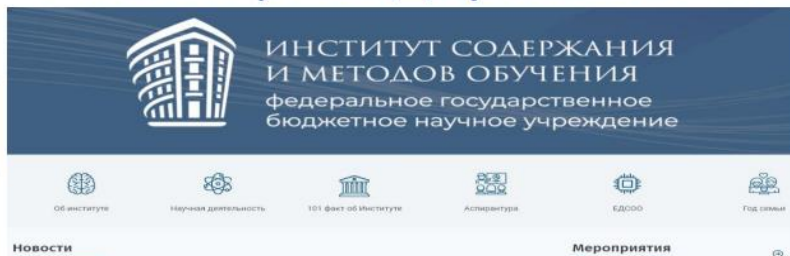 ИНСТИТУТ СОДЕРЖАНИЯ
И МЕТОДОВ ОБУЧЕНИЯ
федеральное государственное
бюджетное научное учреждение
Об институте Научная деятельность 101 факт об Институте Аспирантура ЕДСОО Год семьи
Новости Мероприятия